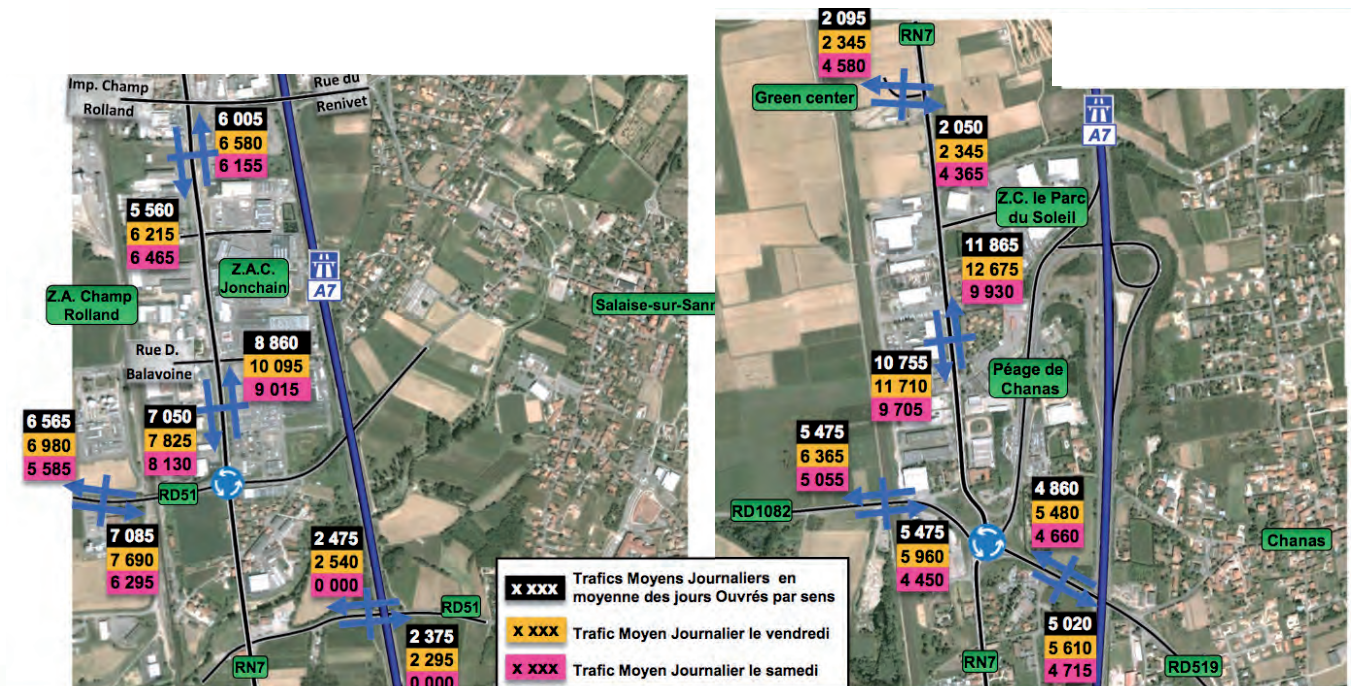 Imp. Champ
Rolland
Rue du
Renivet
6 005
6 580
6 155
5 560
6 215
6 465
Z.A.C.
Jonchain
A7
Z.A. Champ
Rolland
Salaise-sur-Sann
Rue D.
Balavoine
8 860
10 095
9 015
7 050
7 825
8 130
6 565
6 980
5 585
RD51
7 085
7 690
6 295
2 475
2 540
0 000
RD51
2 375
2 295
0 000
RN7
x xxx
Trafics Moyens Journaliers en
moyenne des jours Ouvrés par sens
x xxx
Trafic Moyen Journalier le vendredi
x xxx
Trafic Moyen Journalier le samedi
2 095
2 345
4 580
RN7
Green center
A7
2 050
2 345
4 365
Z.C. le Parc
du Soleil
11 865
12 675
9 930
10 755
11 710
9 705
Péage de
Chanas
5 475
6 365
5 055
RD1082
5 475
5 960
4 450
4 860
5 480
4 660
Chanas
5 020
5 610
4 715
RN7
RD519